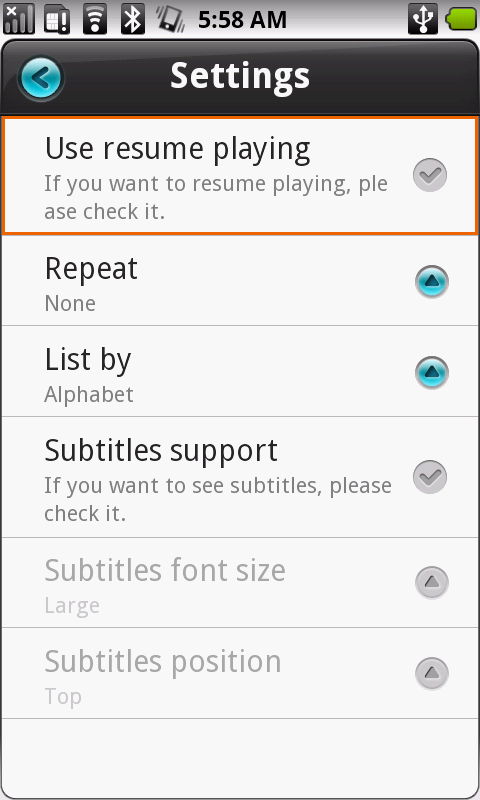 5:58 AM
Settings
Use resume playing
If you want to resume playing, ple
ase check it.
Repeat
None
List by
Alphabet
Subtitles support
If you want to see subtitles, please
check it.
Subtitles font size
Large
Subtitles position
Top